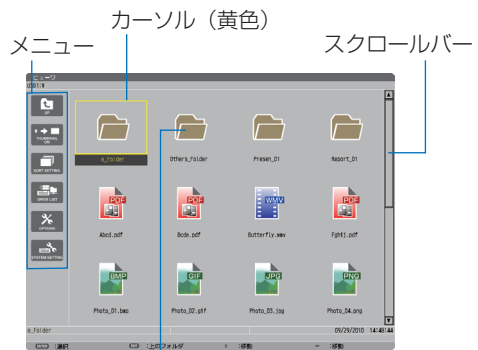 カーソル（黄色）
メニュー
スクロールバー
ビューワ
USB1:¥
UP
THUMBNAIL ON
SORT SETTING
DRIVE LIST
OPTIONS
SYSTEM SETTING
a_folder
Others_folder
Presen_01
Report_01
PDF
PDF
WMV
PDF
Abcd.pdf
Bcde.pdf
Butterfly.wmv
Fghij.pdf
BMP
GIF
JPG
PNG
Photo_01.bmp
Photo_02.gif
Photo_03.jpg
Photo_04.png
a_folder
09/29/2010 14:48:44
ENTER :選択
EXIT :上のフォルダ
:移動
:移動